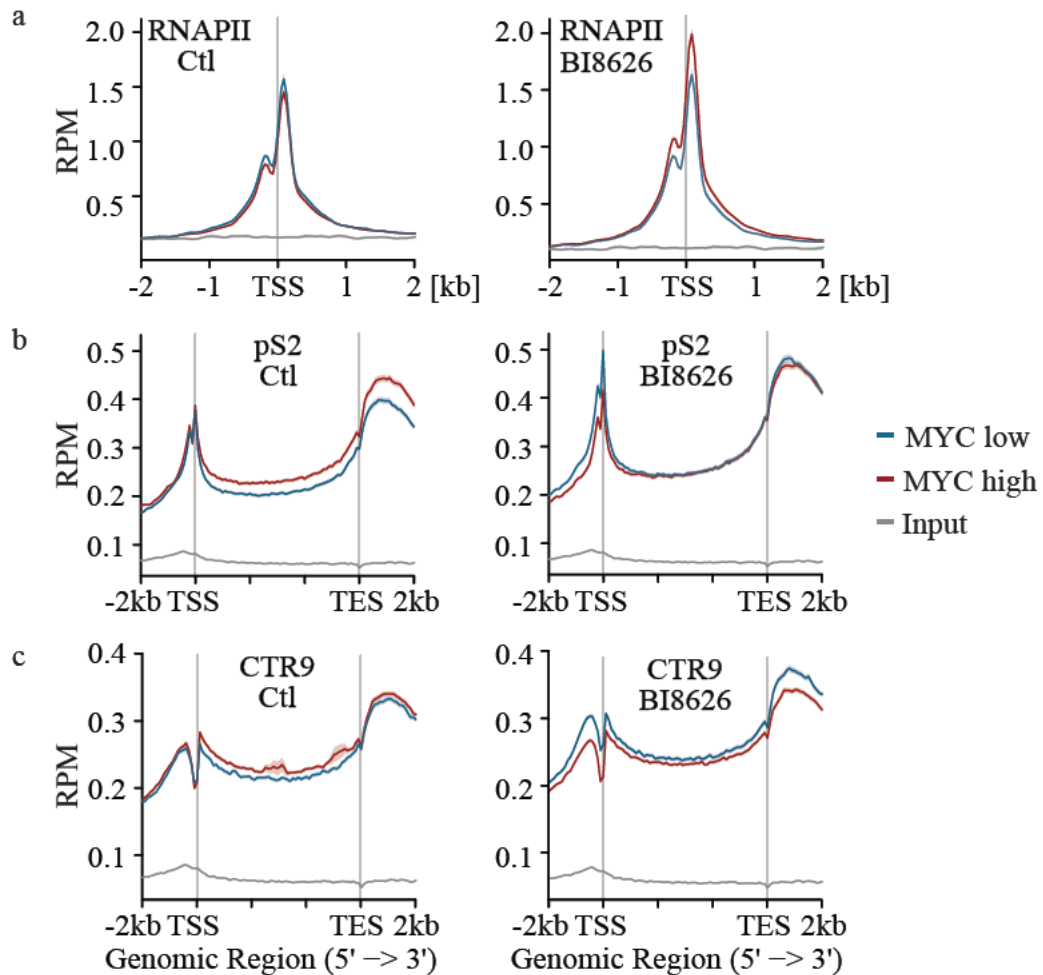 a
RNAPII
Ctl
RPM
2.0
1.5
1.0
0.5
-2 -1 TSS 1 2 [kb]
RNAPII
BI8626
2.0
1.5
1.0
0.5
-2 -1 TSS 1 2 [kb]
b
pS2
Ctl
0.5
0.4
0.3
0.2
0.1
-2kb TSS TES 2kb
pS2
BI8626
0.5
0.4
0.3
0.2
0.1
-2kb TSS TES 2kb
MYC low
MYC high
Input
c
CTR9
Ctl
RPM
0.4
0.3
0.2
0.1
-2kb TSS TES 2kb
Genomic Region (5' −> 3')
CTR9
BI8626
0.4
0.3
0.2
0.1
-2kb TSS TES 2kb
Genomic Region (5' −> 3')